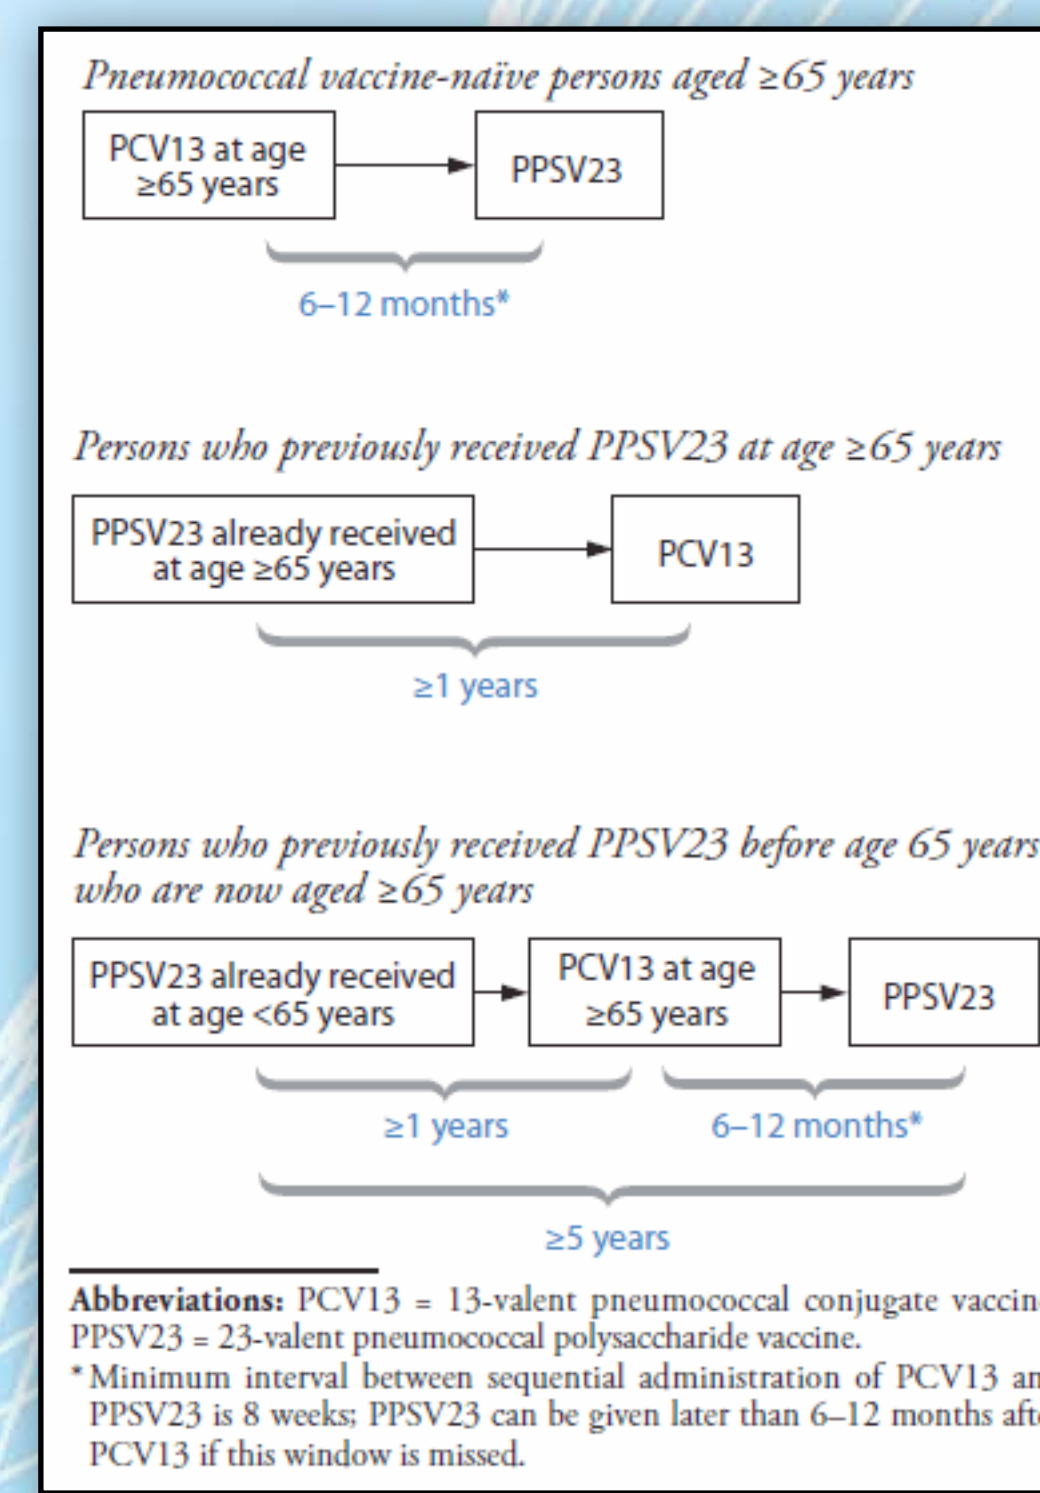 Pneumococcal vaccine-naïve persons aged ≥65 years
PCV13 at age
≥65 years
PPSV23
6–12 months*
Persons who previously received PPSV23 at age ≥65 years
PPSV23 already received
at age ≥65 years
PCV13
≥1 years
Persons who previously received PPSV23 before age 65 years
who are now aged ≥65 years
PPSV23 already received
at age <65 years
PCV13 at age
≥65 years
PPSV23
≥1 years
6–12 months*
≥5 years
Abbreviations: PCV13 = 13-valent pneumococcal conjugate
PPSV23 = 23-valent pneumococcal polysaccharide vaccine.
* Minimum interval between sequential administration of PCV13
PPSV23 is 8 weeks; PPSV23 can be given later than 6–12 months
PCV13 if this window is missed.